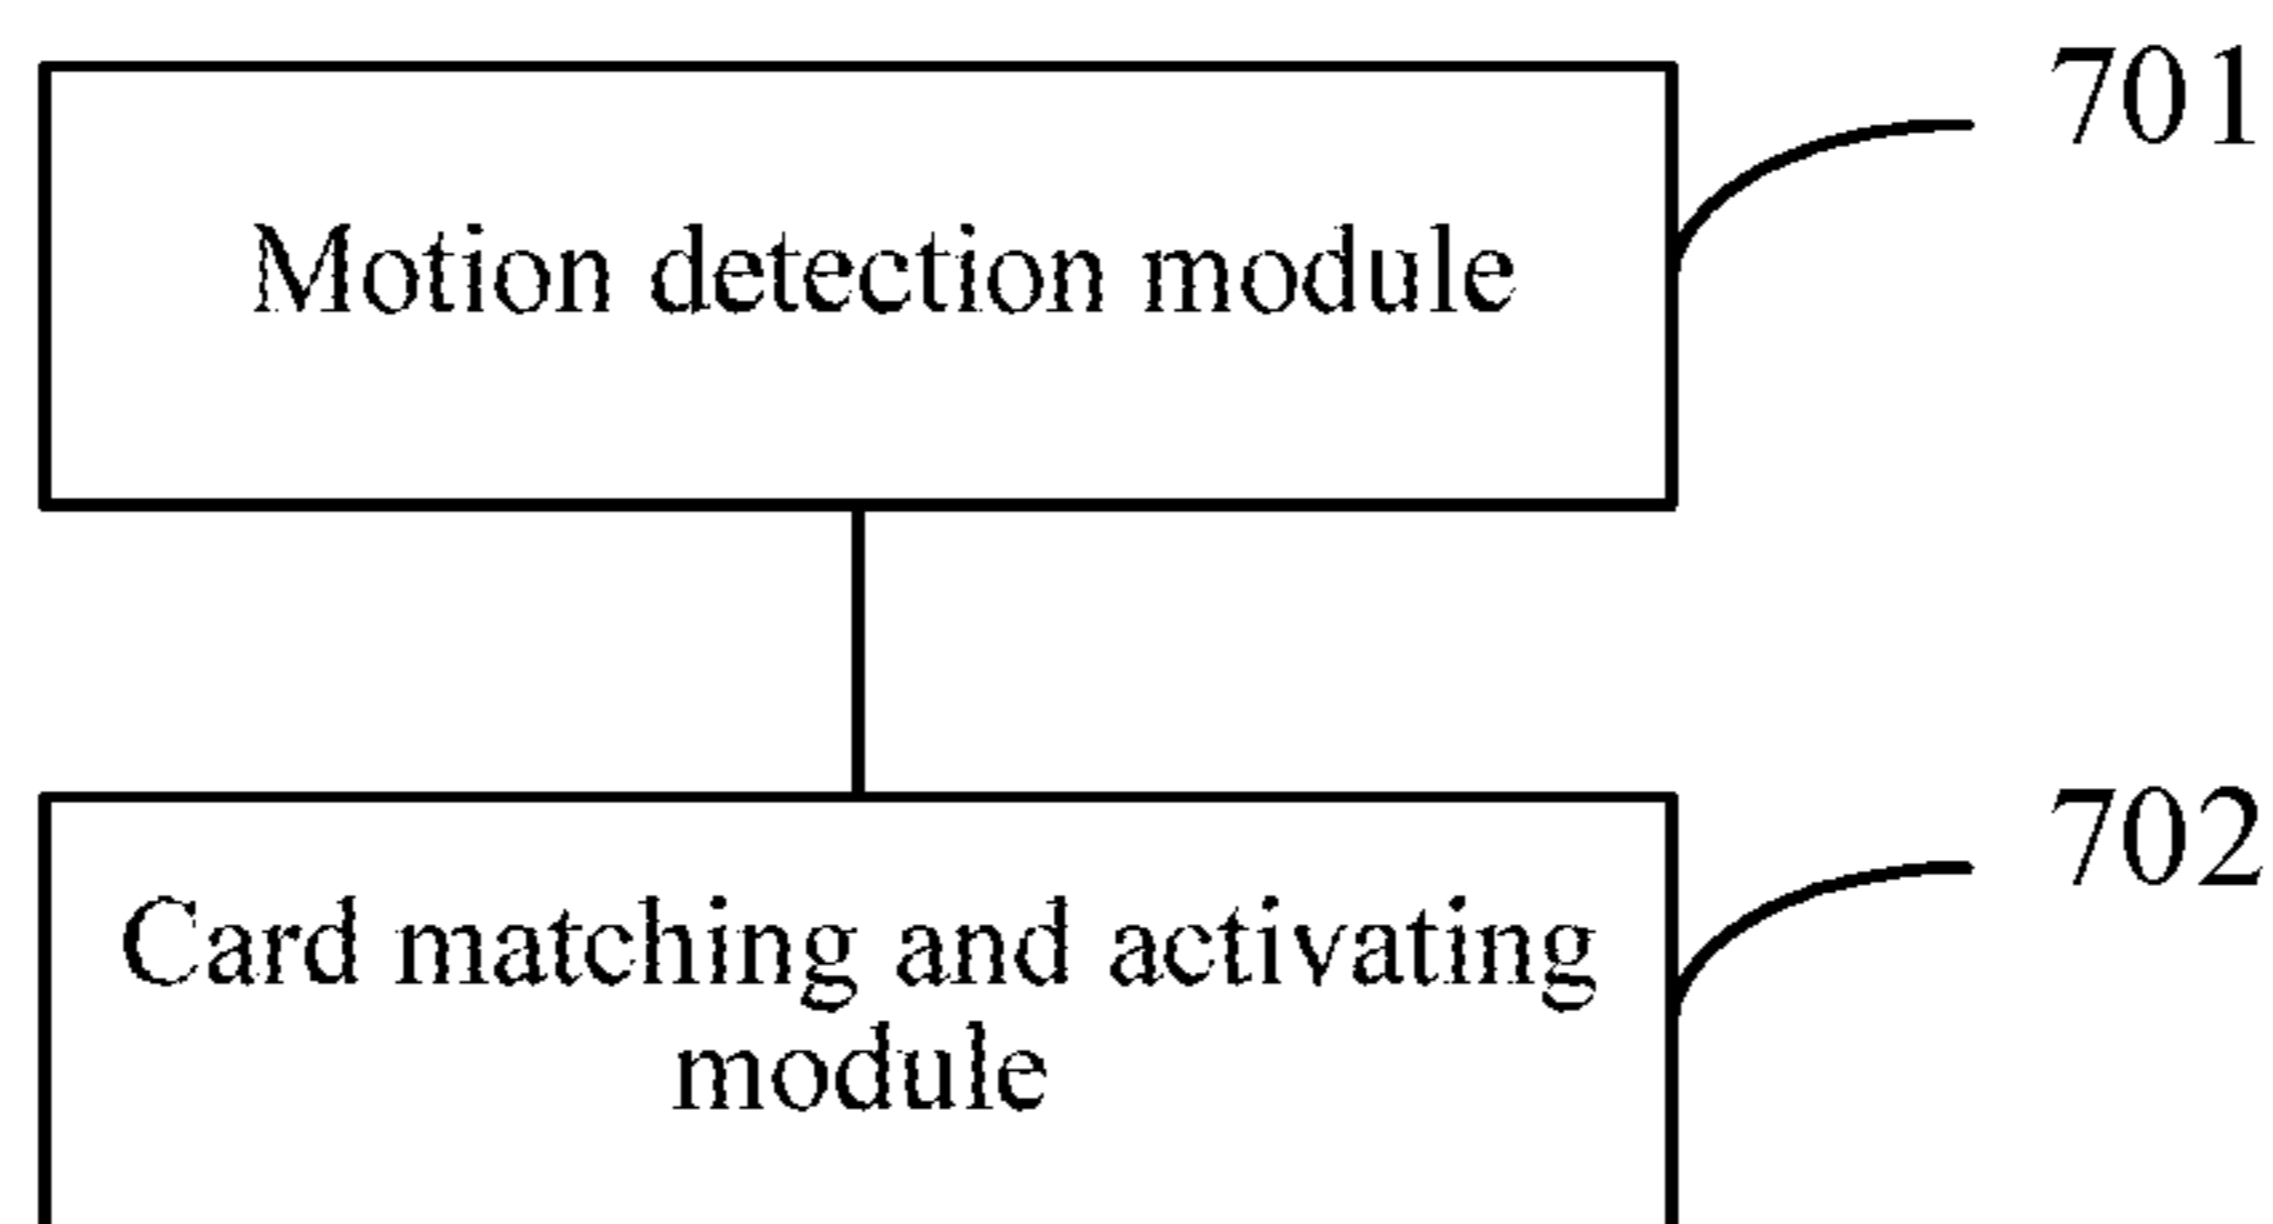 701
Motion detection module
702
Card matching and activating
module